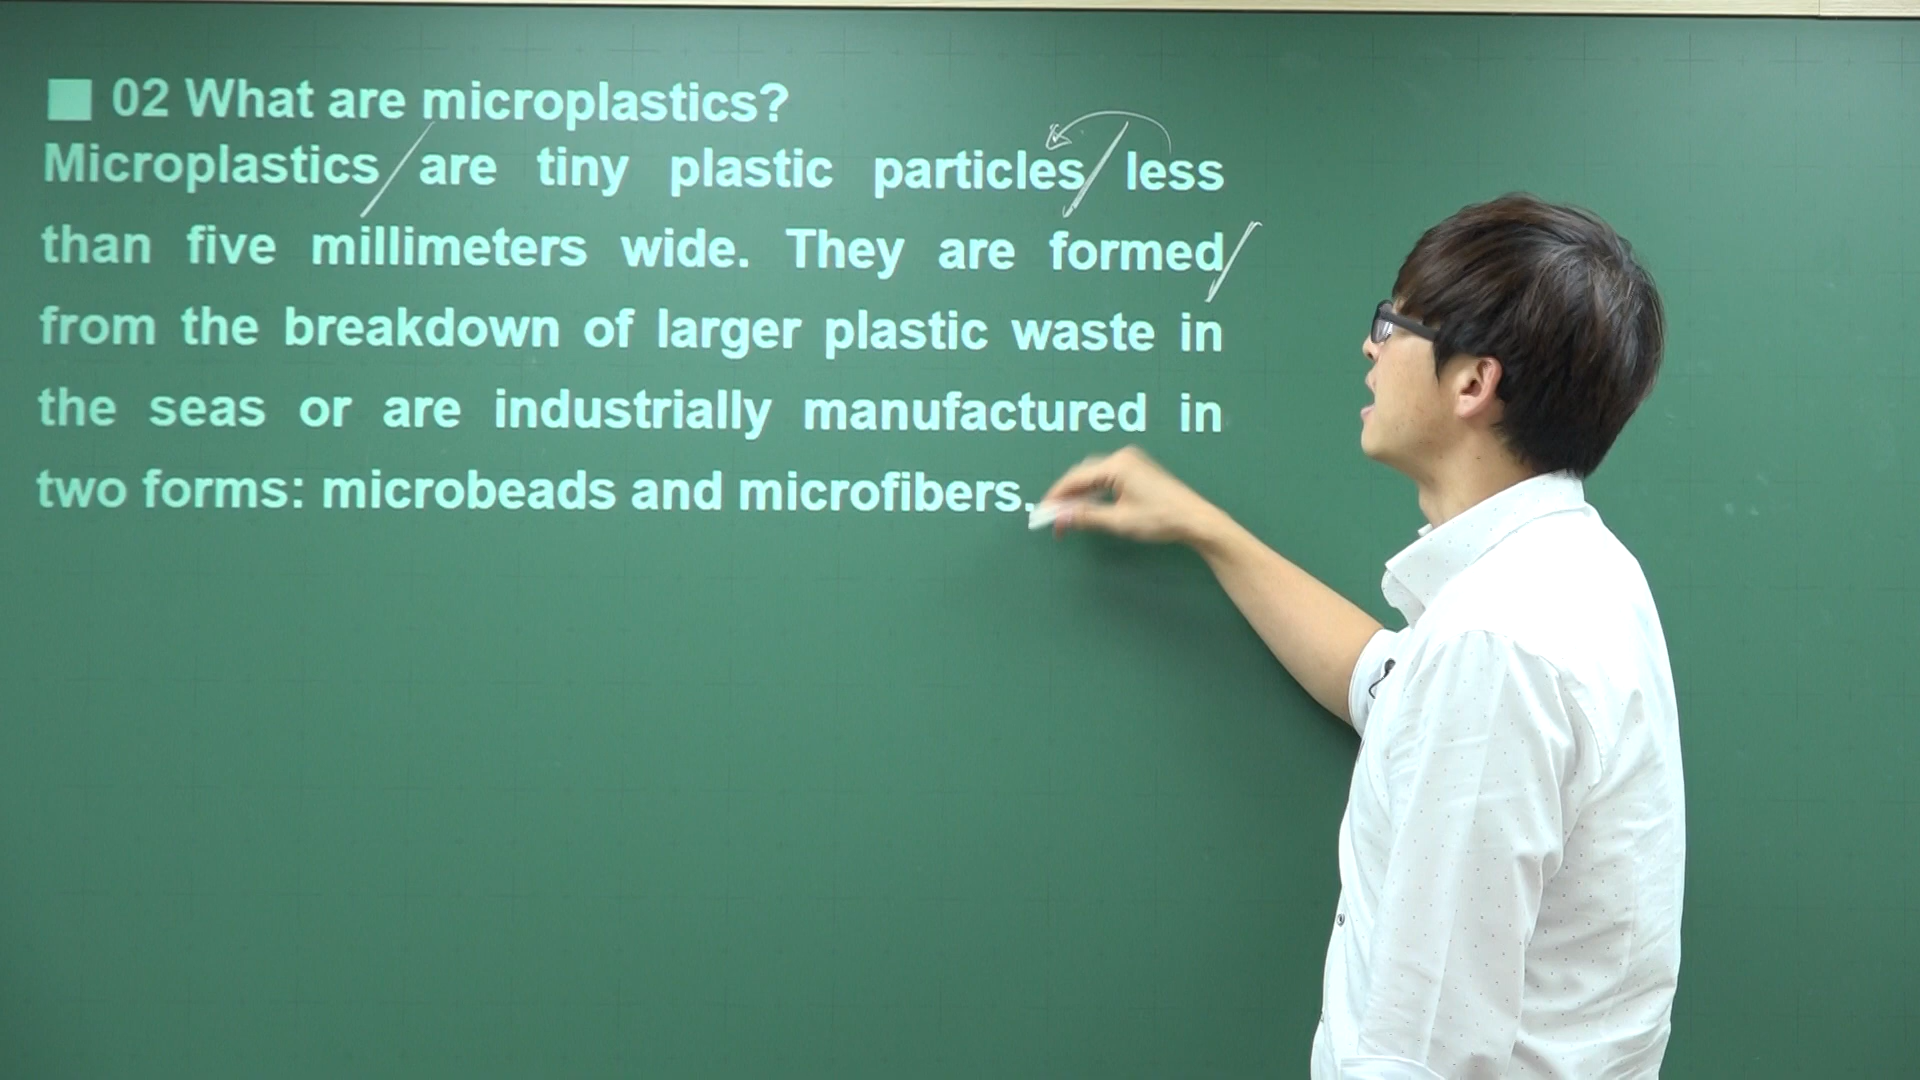 ■ 02 What are microplastics?
Microplastics are tiny plastic particles less
than five millimeters wide. They are formed
from the breakdown of larger plastic waste in
the seas or are industrially manufactured in
two forms: microbeads and microfibers.